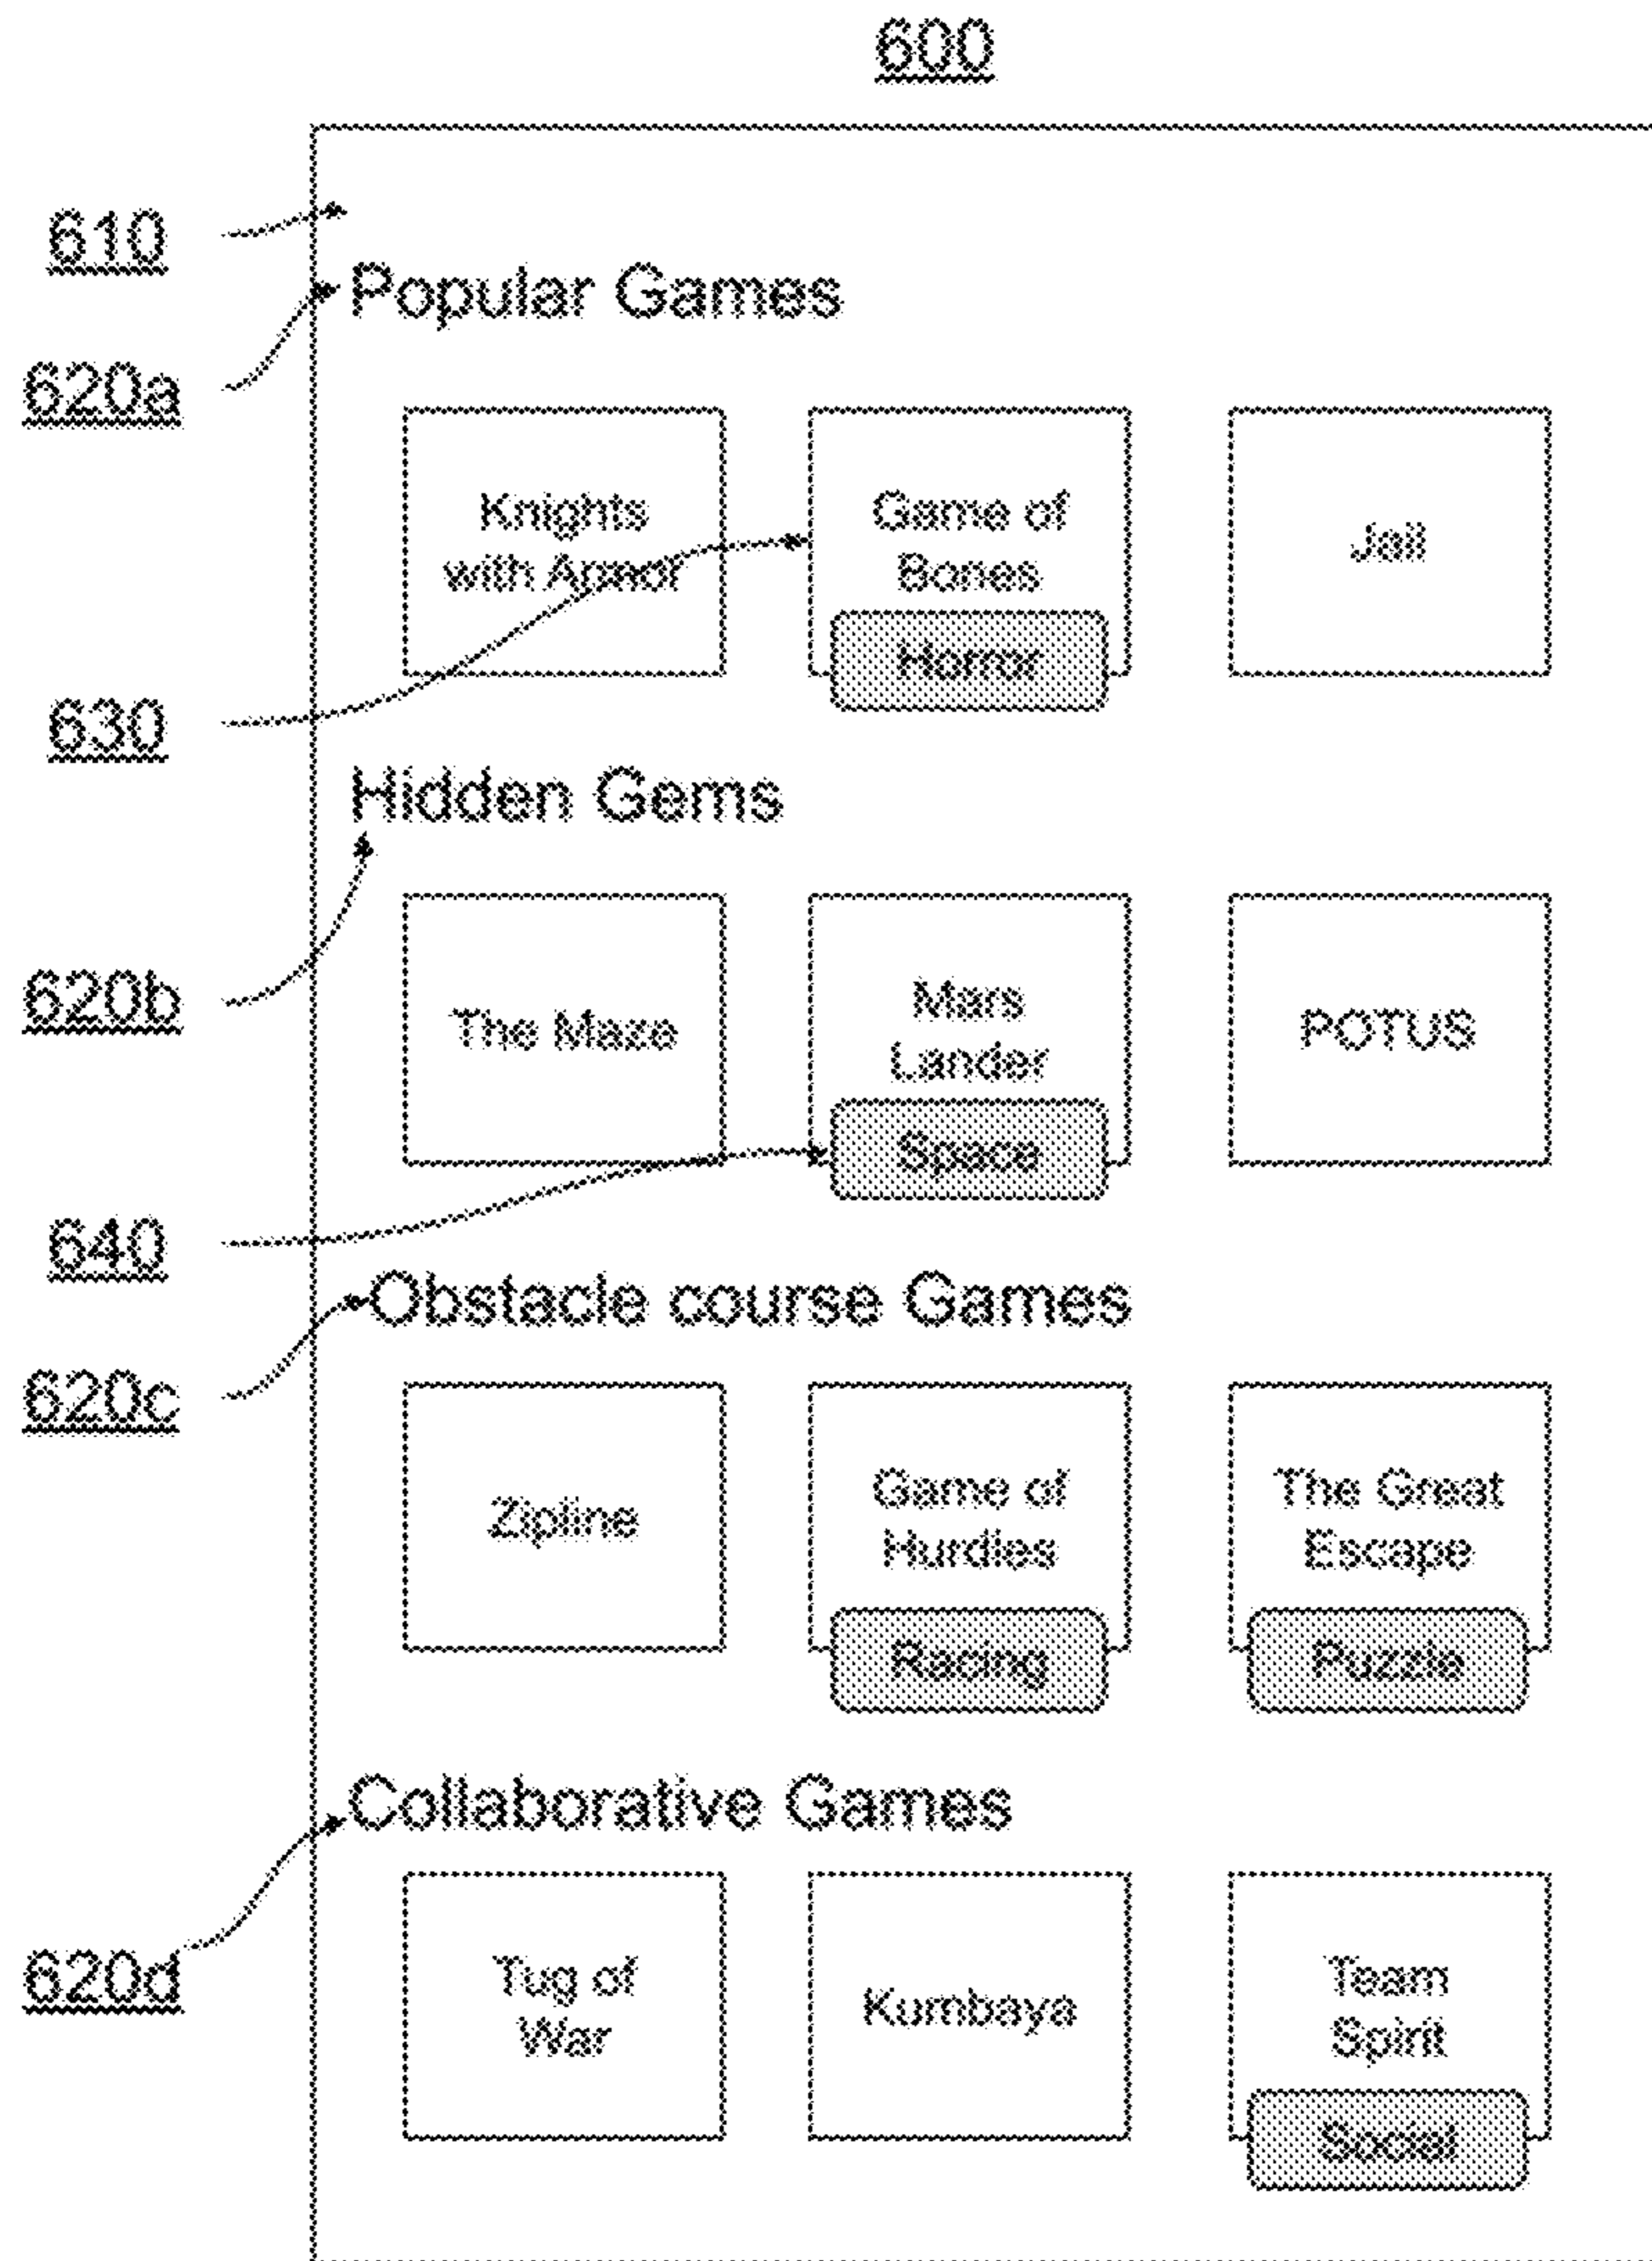 600
610
Popular Games
620a
Knights
with Armor
Game of
Bones
Jail
Horror
630
Hidden Gems
620b
The Maze
Mars
Lander
POTUS
Space
640
Obstacle course Games
620c
Zipline
Game of
Hurdles
The Great
Escape
Racing
Puzzle
Collaborative Games
620d
Tug of
War
Kumbaya
Team
Spirit
Social